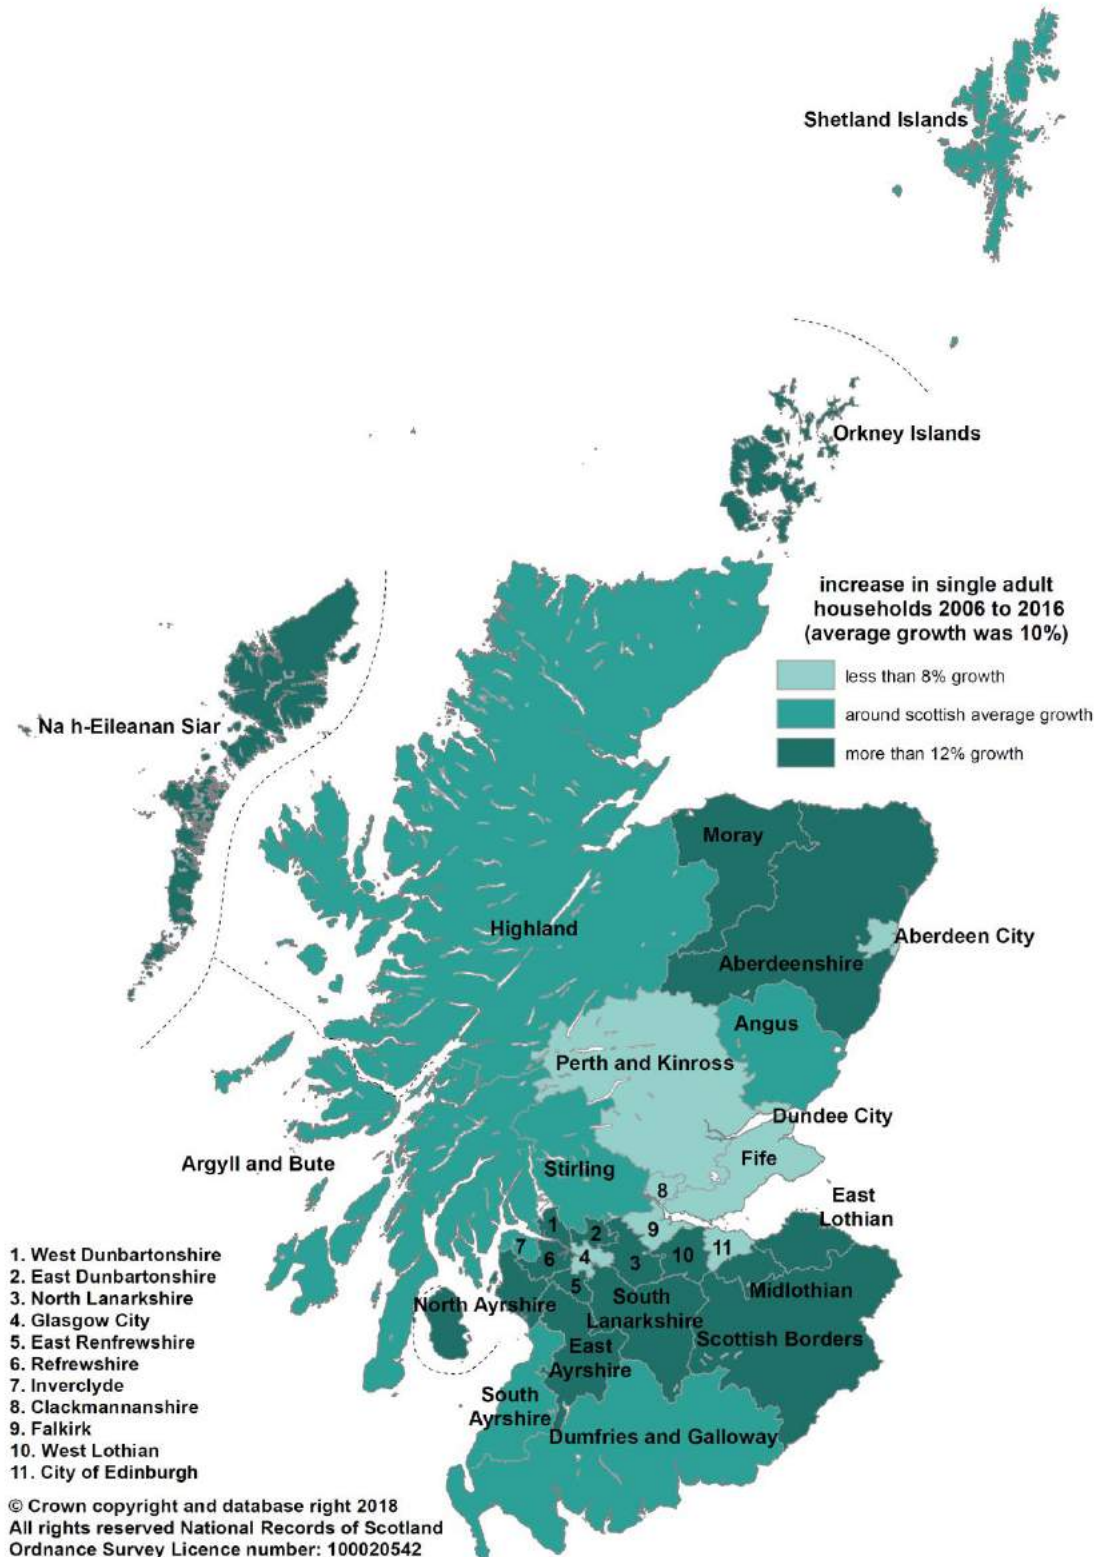 Shetland Islands
Orkney Islands
increase in single adult
households 2006 to 2016
(average growth was 10%)
less than 8% growth
around scottish average growth
more than 12% growth
Na h-Eileanan Siar
Moray
Highland
Aberdeen City
Aberdeenshire
Angus
Perth and Kinross
Dundee City
Argyll and Bute
Stirling
Fife
8
East
Lothian
1
2
9
7
6
4
3
10
11
5
North Ayrshire
South
Lanarkshire
Midlothian
Scottish Borders
East
Ayrshire
South
Ayrshire
Dumfries and Galloway
1. West Dunbartonshire
2. East Dunbartonshire
3. North Lanarkshire
4. Glasgow City
5. East Renfrewshire
6. Refrewshire
7. Inverclyde
8. Clackmannanshire
9. Falkirk
10. West Lothian
11. City of Edinburgh
© Crown copyright and database right 2018
All rights reserved National Records of Scotland
Ordnance Survey Licence number: 100020542